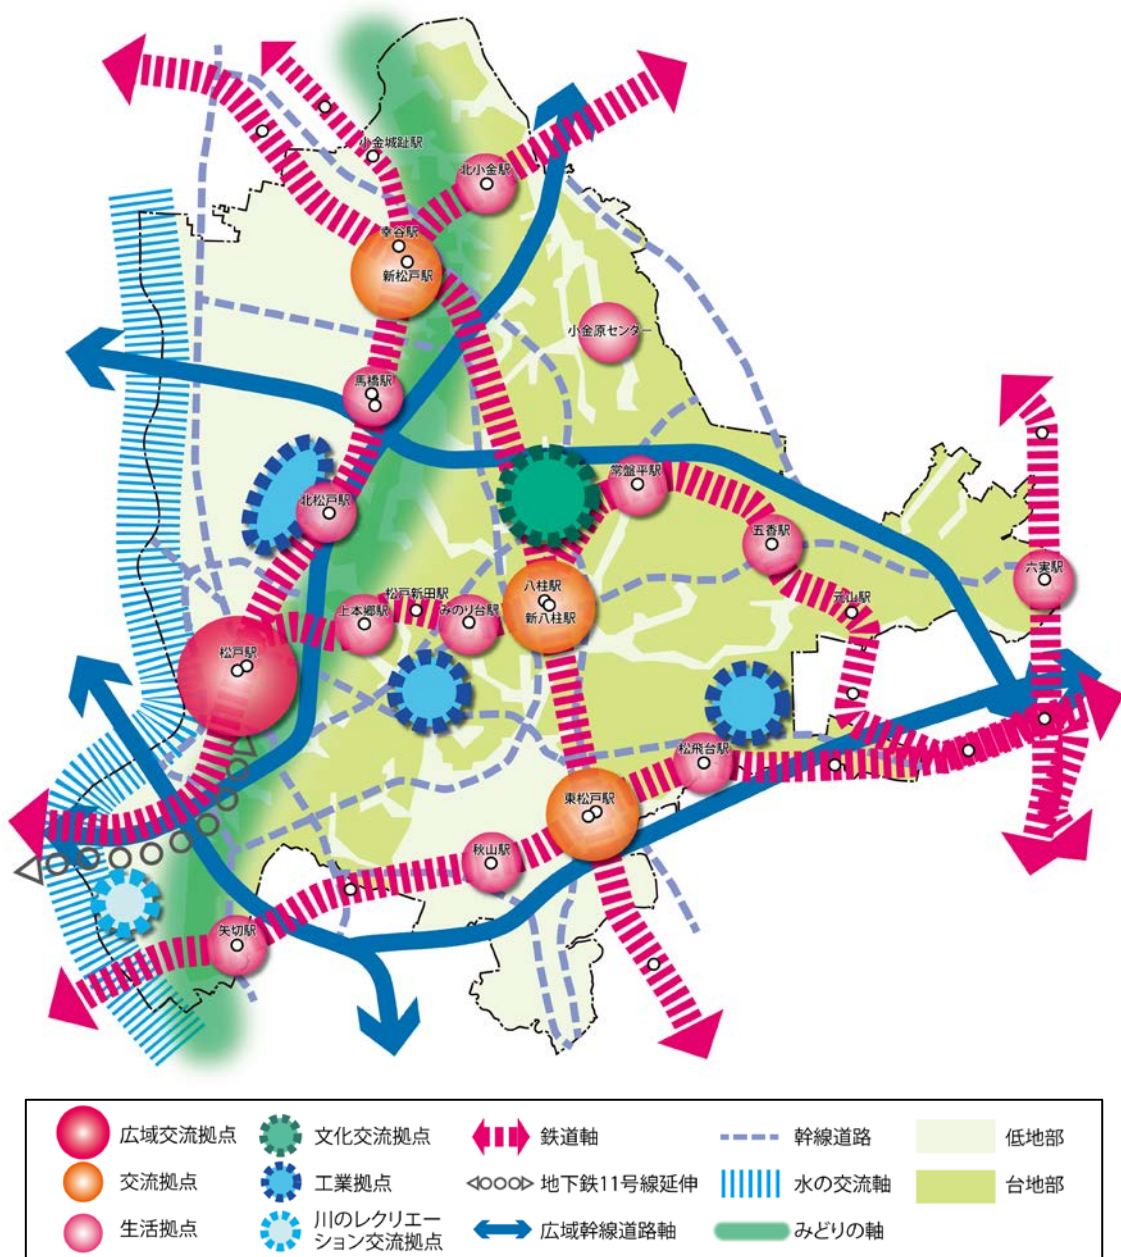 小金城趾駅
北小金駅
幸谷駅
新松戸駅
小金原センター
馬橋駅
常盤平駅
北松戸駅
五香駅
六実駅
八柱駅
新八柱駅
松戸新田駅
上本郷駅
みのり台駅
元山駅
松戸駅
松飛台駅
東松戸駅
秋山駅
矢切駅
広域交流拠点
文化交流拠点
鉄道軸
幹線道路
低地部
交流拠点
工業拠点
地下鉄11号線延伸
水の交流軸
台地部
生活拠点
川のレクリエー
ション交流拠点
広域幹線道路軸
みどりの軸